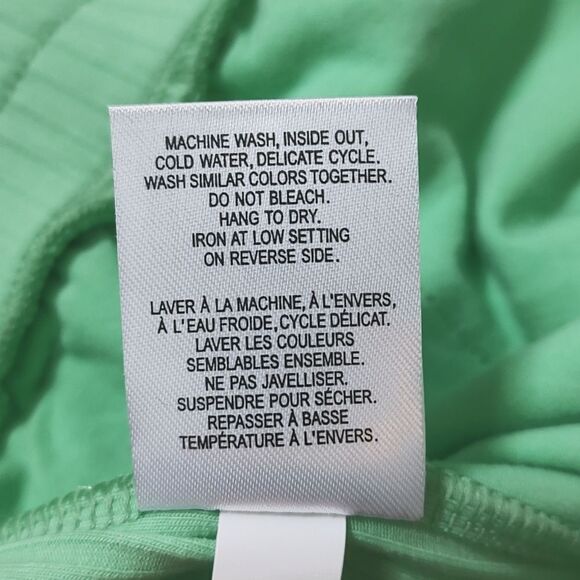 MACHINE WASH, INSIDE OUT,
COLD WATER, DELICATE CYCLE.
WASH SIMILAR COLORS TOGETHER.
DO NOT BLEACH.
HANG TO DRY.
IRON AT LOW SETTING
ON REVERSE SIDE.
LAVER À LA MACHINE, À L'ENVERS,
À L'EAU FROIDE, CYCLE DÉLICAT.
LAVER LES COULEURS
SEMBLABLES ENSEMBLE.
NE PAS JAVELLISER.
SUSPENDRE POUR SÉCHER.
REPASSER À BASSE
TEMPÉRATURE À L'ENVERS.